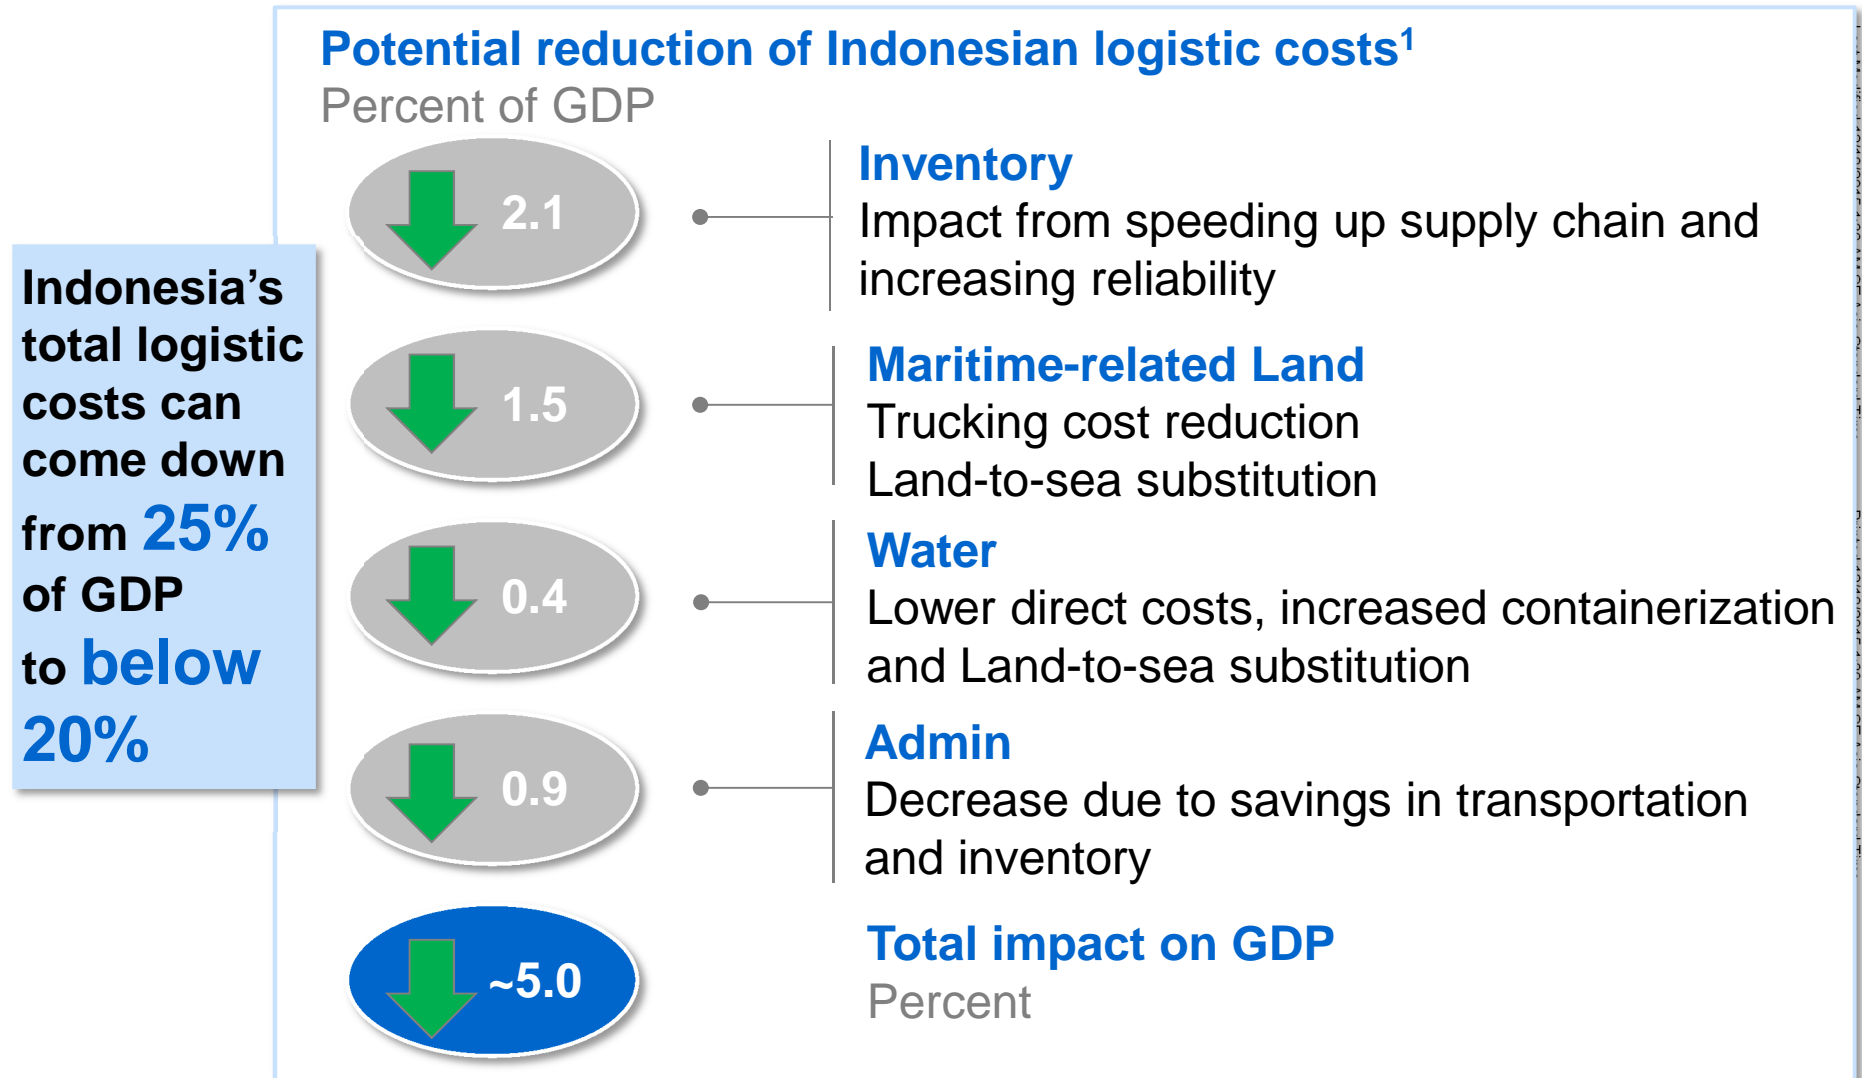 Potential reduction of Indonesian logistic costs1
Percent of GDP
Indonesia’s
total logistic
costs can
come down
from 25%
of GDP
to below
20%
2.1
Inventory
Impact from speeding up supply chain and
increasing reliability
1.5
Maritime-related Land
Trucking cost reduction
Land-to-sea substitution
0.4
Water
Lower direct costs, increased containerization
and Land-to-sea substitution
0.9
Admin
Decrease due to savings in transportation
and inventory
~5.0
Total impact on GDP
Percent